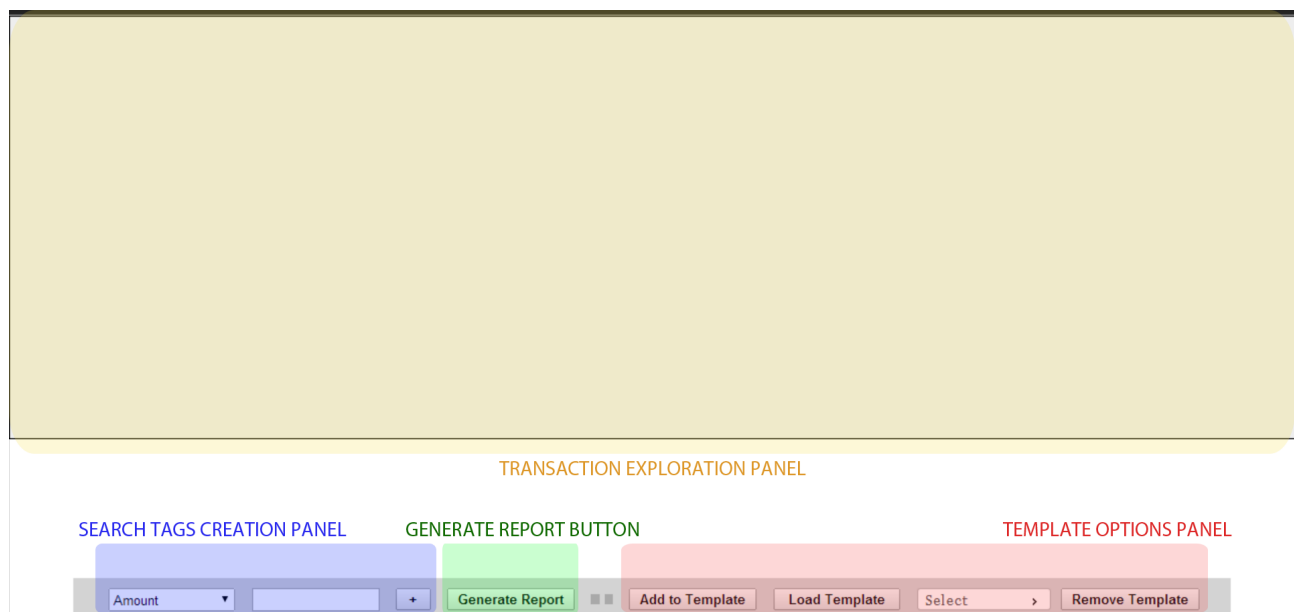 TRANSACTION EXPLORATION PANEL
SEARCH TAGS CREATION PANEL GENERATE REPORT BUTTON TEMPLATE OPTIONS PANEL
Amount + Generate Report Add to Template Load Template Select › Remove Template